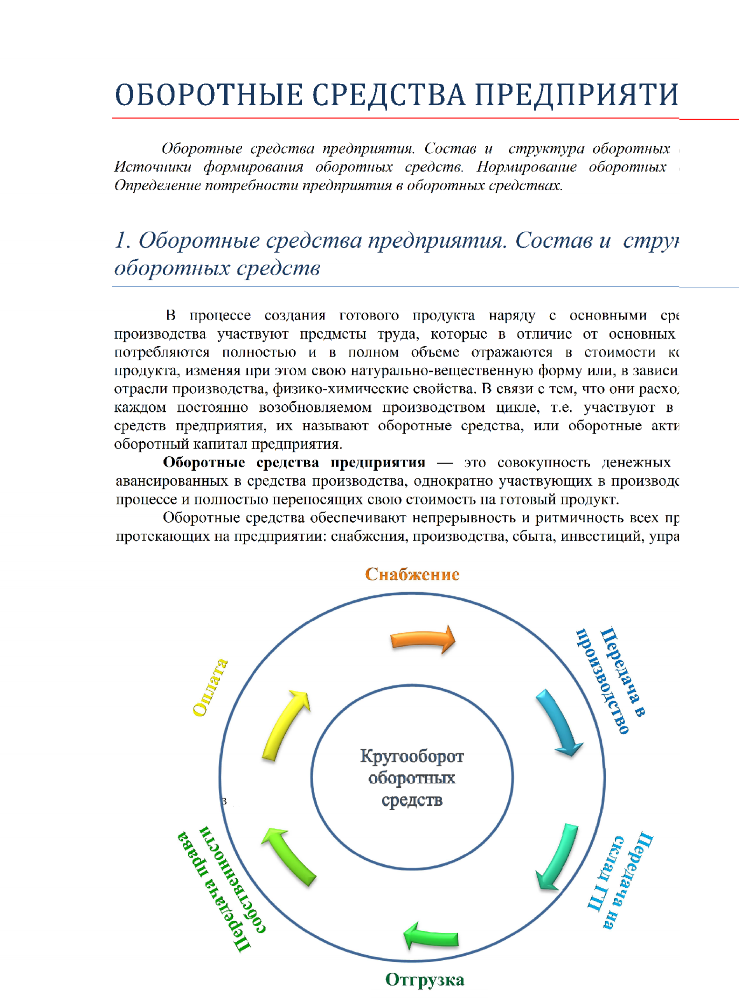 ОБОРОТНЫЕ СРЕДСТВА ПРЕДПРИЯТИ
Оборотные средства предприятия. Состав и структура оборотных
Источники формирования оборотных средств. Нормирование оборотных
Определение потребности предприятия в оборотных средствах.
1. Оборотные средства предприятия. Состав и струк
оборотных средств
В процессе создания готового продукта наряду с основными сре
производства участвуют предметы труда, которые в отличие от основных
потребляются полностью и в полном объеме отражаются в стоимости ко
продукта, изменяя при этом свою натурально-вещественную форму или, в зависи
отрасли производства, физико-химические свойства. В связи с тем, что они расхо
каждом постоянно возобновляемом производством цикле, т.е. участвуют в
средств предприятия, их называют оборотные средства, или оборотные акти
оборотный капитал предприятия.
Оборотные средства предприятия — это совокупность денежных
авансированных в средства производства, однократно участвующих в производс
процессе и полностью переносящих свою стоимость на готовый продукт.
Оборотные средства обеспечивают непрерывность и ритмичность всех пр
протекающих на предприятии: снабжения, производства, сбыта, инвестиций, упра
Снабжение
Передача в
производство
Оплата
Кругооборот
оборотных
средств
з
Передача на
склад ГП
Передача права
собственности
Отгрузка